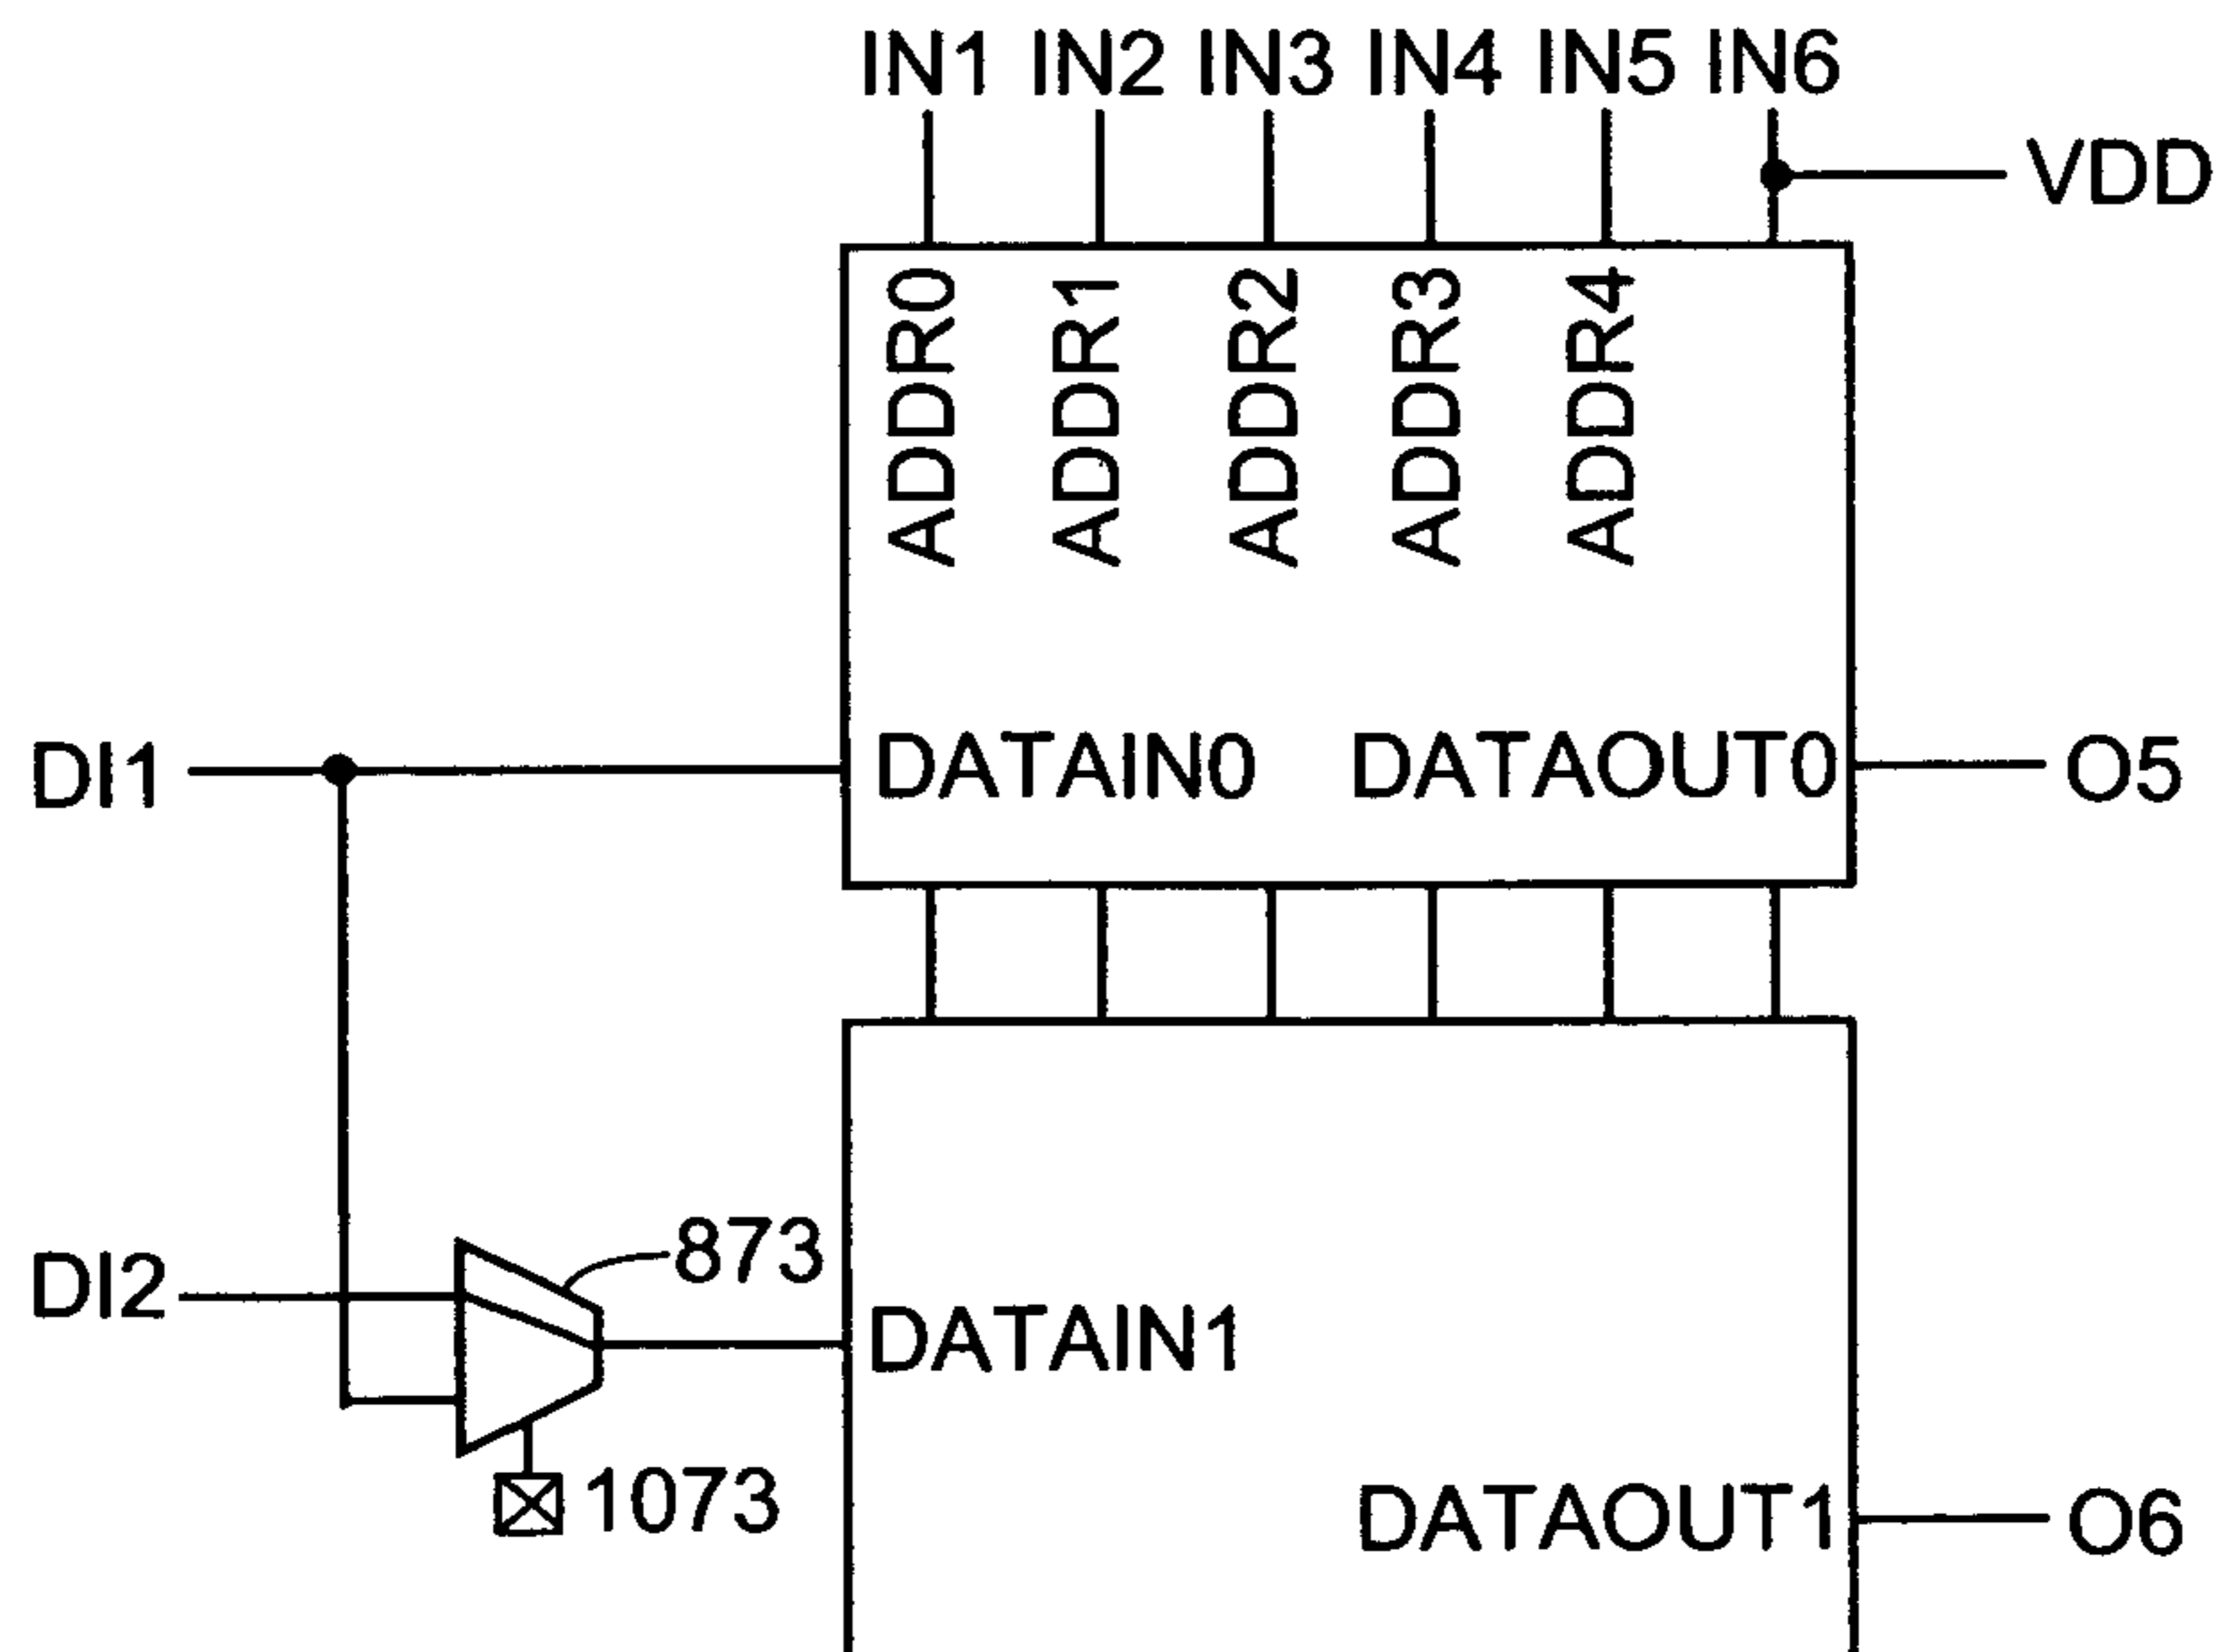 IN1 IN2 IN3 IN4 IN5 IN6
VDD
ADDR0
ADDR1
ADDR2
ADDR3
ADDR4
DI1
DATAIN0
DATAOUT0
O5
873
DI2
DATAIN1
1073
DATAOUT1
O6